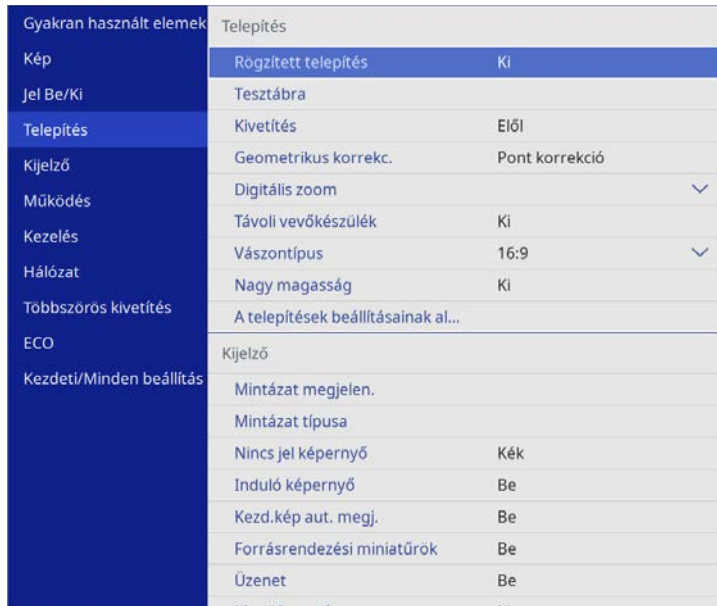 Gyakran használt elemek
Kép
Jel Be/Ki
Telepítés
Kijelző
Működés
Kezelés
Hálózat
Többszörös kivetítés
ECO
Kezdeti/Minden beállítás
Telepítés
Rögzített telepítés Ki
Tesztábra
Kivetítés Elől
Geometrikus korrekc. Pont korrekció
Digitális zoom
Távoli vevőkészülék Ki
Vászontípus 16:9
Nagy magasság Ki
A telepítések beállításainak al...
Kijelző
Mintázat megjelen.
Mintázat típusa
Nincs jel képernyő Kék
Induló képernyő Be
Kezd.kép aut. megj. Be
Forrásrendezési miniatűrök Be
Üzenet Be